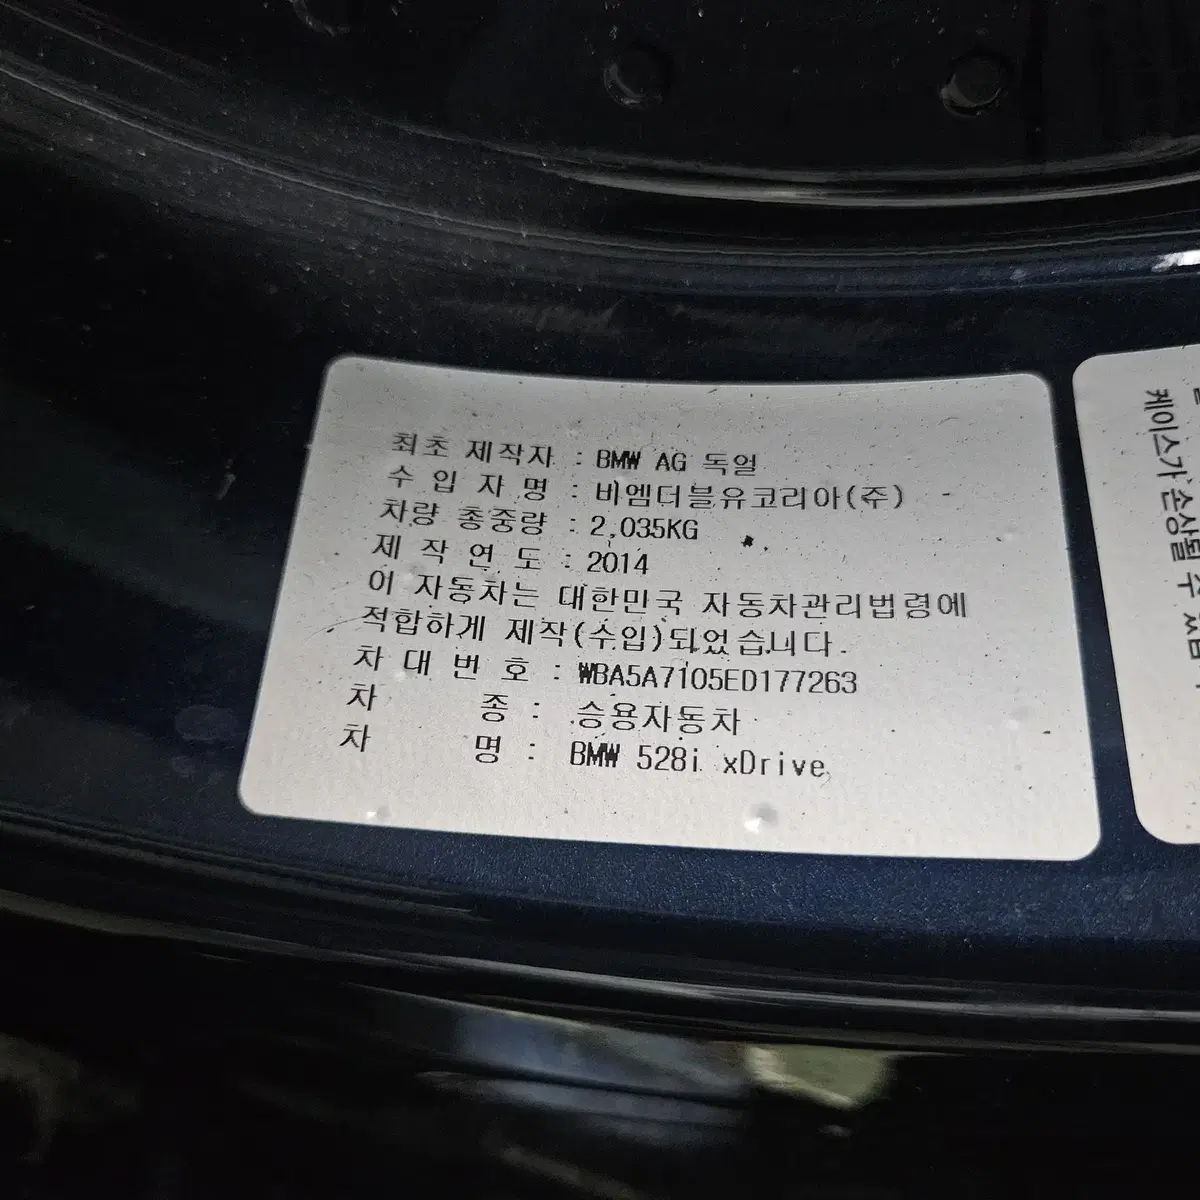 최초 제작자 : BMW AG 독일
수 입 자 명 : 비엠더블유코리아(주)
차량 총중량 : 2,035KG
제 작 연 도 : 2014
이 자동차는 대한민국 자동차관리법령에
적합하게 제작(수입)되었습니다.
차 대 번 호 : WBA5A7105ED177263
차 종 : 승용자동차
차 명 : BMW 528i xDrive
케이스가 손상될 수